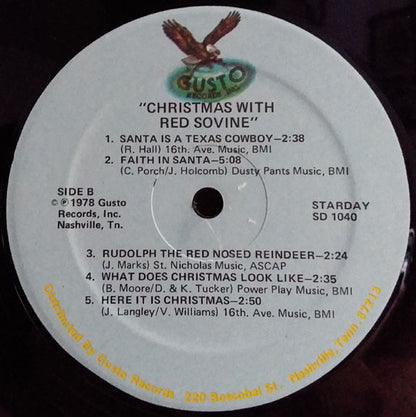 GUSTO
RECORDS INC.
"CHRISTMAS WITH
RED SOVINE"
1. SANTA IS A TEXAS COWBOY—2:38
(R. Hall) 16th. Ave. Music, BMI
2. FAITH IN SANTA—5:08
(C. Porch/J. Holcomb) Dusty Pants Music, BMI
SIDE B
© ℗ 1978 Gusto
Records, Inc.
Nashville, Tn.
STARDAY
SD 1040
3. RUDOLPH THE RED NOSED REINDEER—2:24
(J. Marks) St. Nicholas Music, ASCAP
4. WHAT DOES CHRISTMAS LOOK LIKE—2:35
(B. Moore/D. & K. Tucker) Power Play Music, BMI
5. HERE IT IS CHRISTMAS—2:50
(J. Langley/V. Williams) 16th. Ave. Music, BMI
Distributed By Gusto Records 220 Boscobal St. Nashville, Tenn 37213